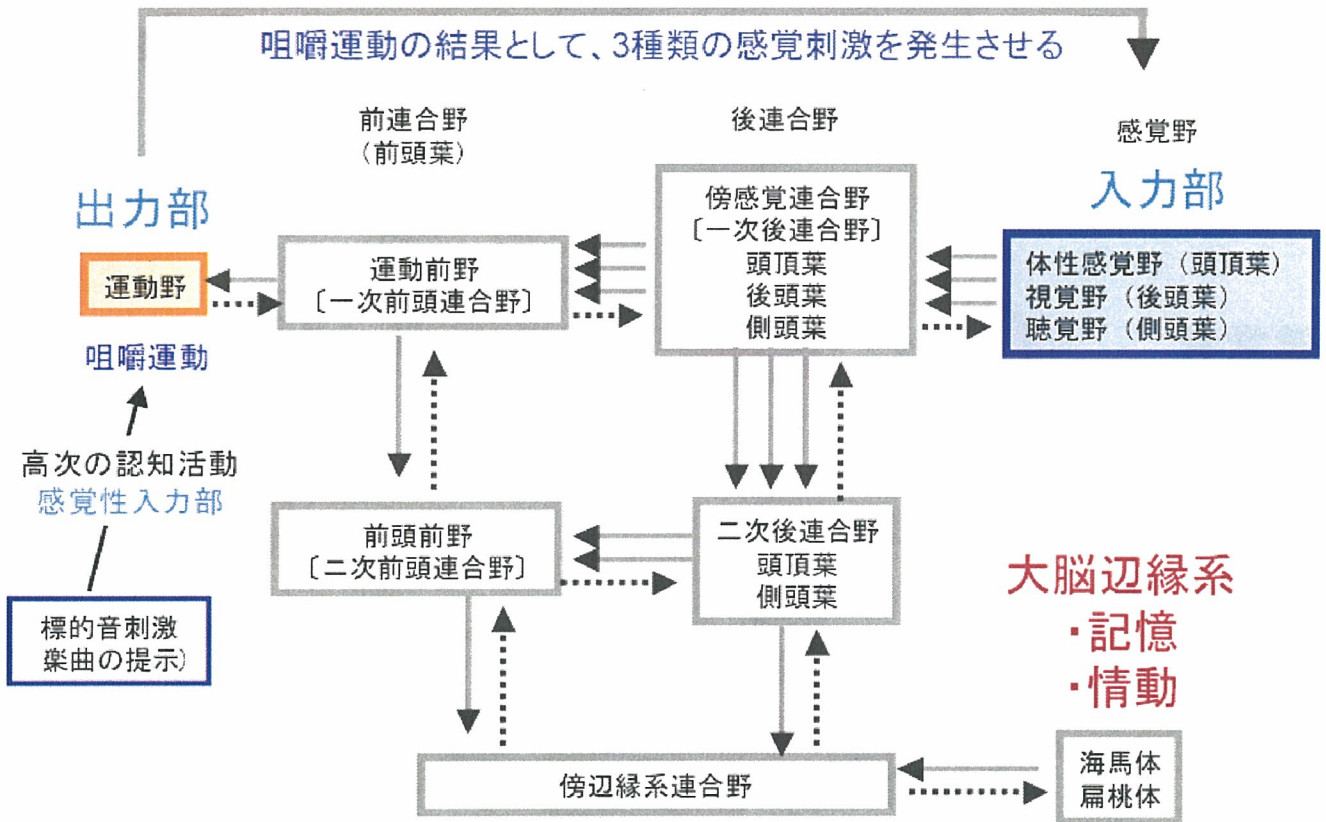 咀嚼運動の結果として、3種類の感覚刺激を発生させる
前連合野
(前頭葉)
後連合野
感覚野
出力部
入力部
運動野
運動前野
〔一次前頭連合野〕
傍感覚連合野
〔一次後連合野〕
頭頂葉
後頭葉
側頭葉
体性感覚野(頭頂葉)
視覚野(後頭葉)
聴覚野(側頭葉)
咀嚼運動
高次の認知活動
感覚性入力部
前頭前野
〔二次前頭連合野〕
二次後連合野
頭頂葉
側頭葉
標的音刺激
楽曲の提示)
大脳辺縁系
・記憶
・情動
傍辺縁系連合野
海馬体
扁桃体